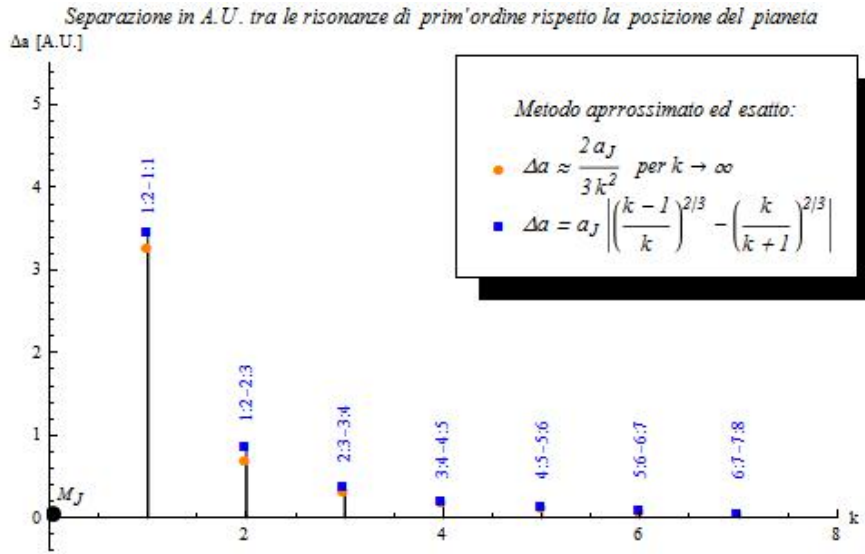 Separazione in A.U. tra le risonanze di prim'ordine rispetto la posizione del pianeta
Δa [A.U.]
5
4
3
2
1
0
Metodo aprrossimato ed esatto:
Δa ≈ 2 a_J / 3 k^2 per k → ∞
Δa = a_J |((k - 1) / k)^2/3 - (k / (k + 1))^2/3|
1:2-1:1
1:2-2:3
2:3-3:4
3:4-4:5
4:5-5:6
5:6-6:7
6:7-7:8
M_J
2
4
6
8
k